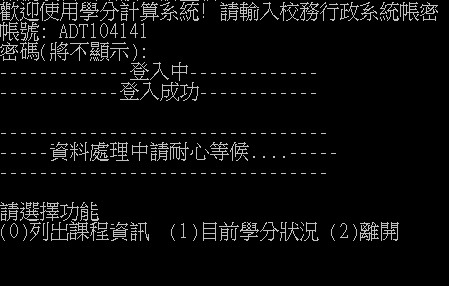 歡迎使用學分計算系統! 請輸入校務行政系統帳密
帳號: ADT104141
密碼(將不顯示):
-------------登入中-------------
------------登入成功------------
---------------------------------
-----資料處理中請耐心等候....-----
---------------------------------
請選擇功能
(0)列出課程資訊 (1)目前學分狀況 (2)離開